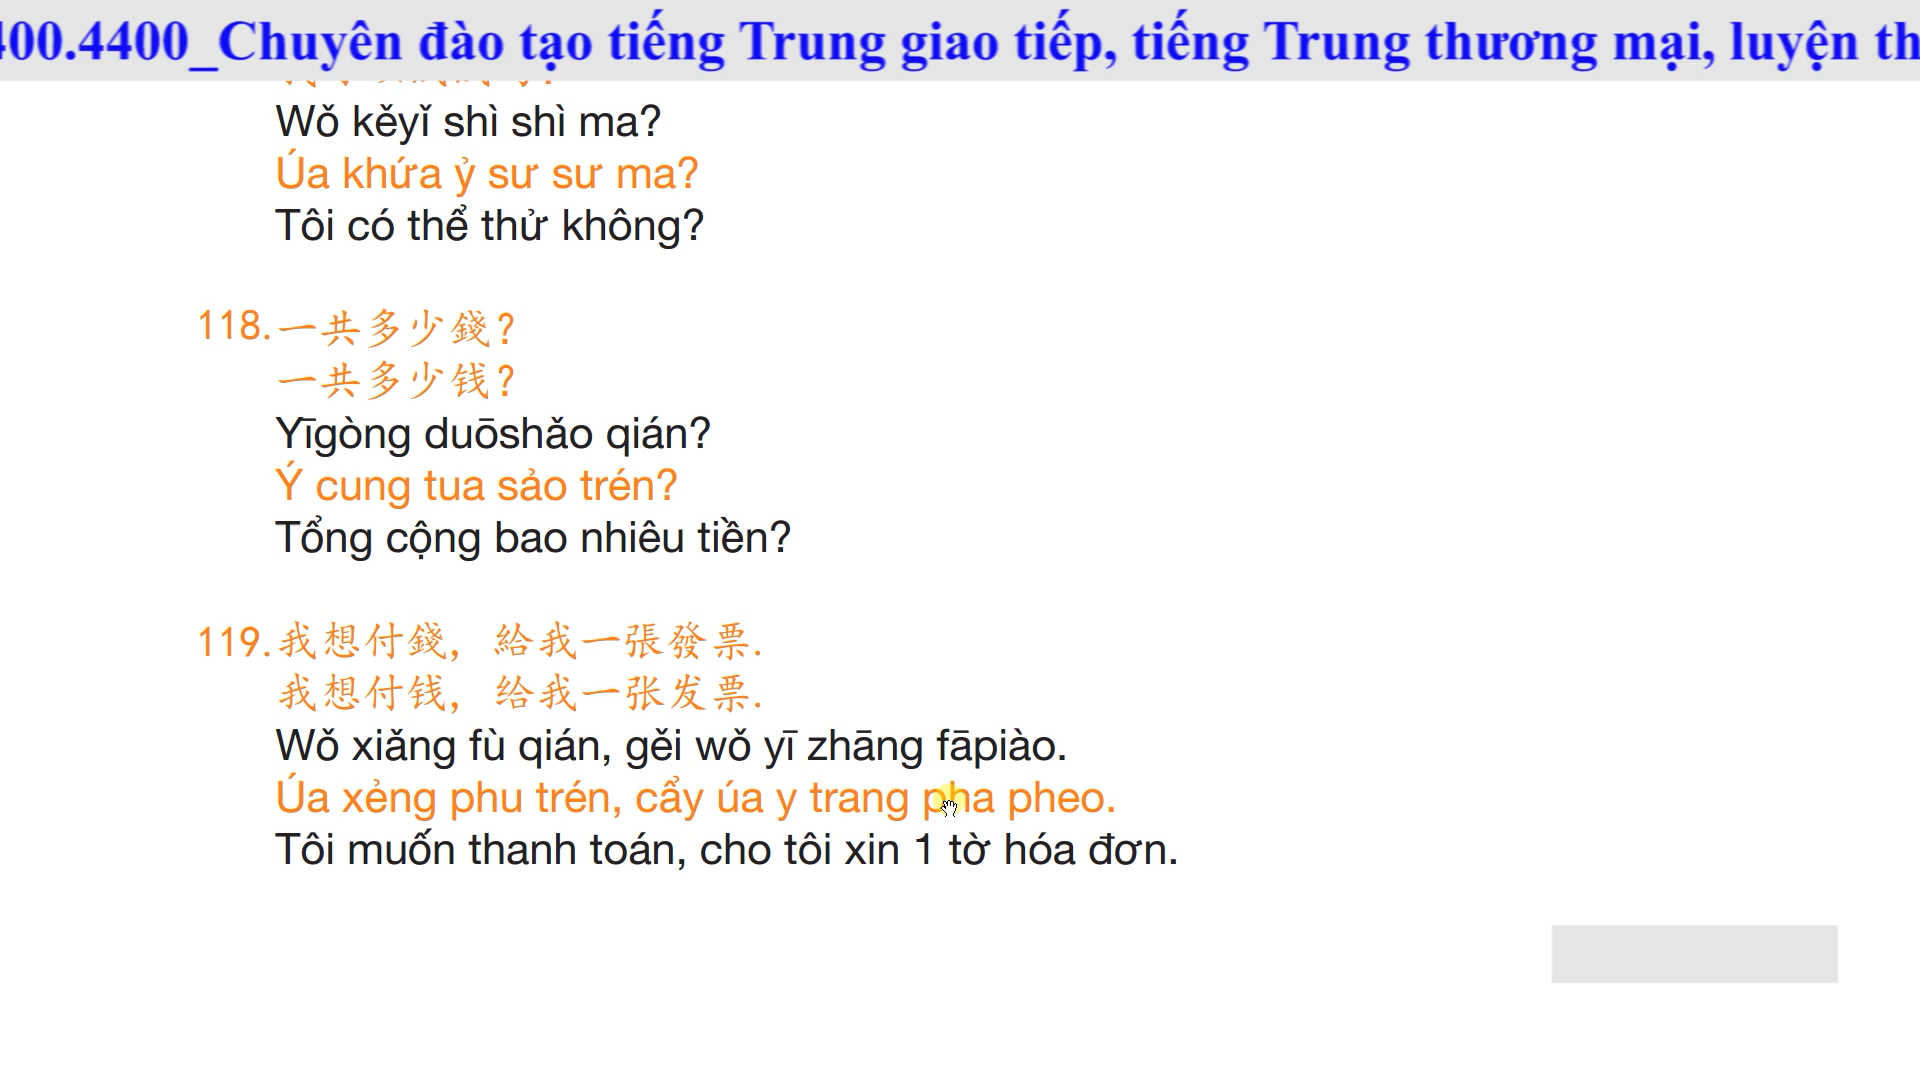 400.4400_Chuyên đào tạo tiếng Trung giao tiếp, tiếng Trung thương mại, luyện th
Wǒ kěyǐ shì shì ma?
Úa khứa ỷ sư sư ma?
Tôi có thể thử không?
118. 一共多少錢?
一共多少钱?
Yīgòng duōshǎo qián?
Ý cung tua sảo trén?
Tổng cộng bao nhiêu tiền?
119. 我想付錢, 給我一張發票.
我想付钱, 给我一张发票.
Wǒ xiǎng fù qián, gěi wǒ yī zhāng fāpiào.
Úa xẻng phu trén, cẩy úa y trang pha pheo.
Tôi muốn thanh toán, cho tôi xin 1 tờ hóa đơn.